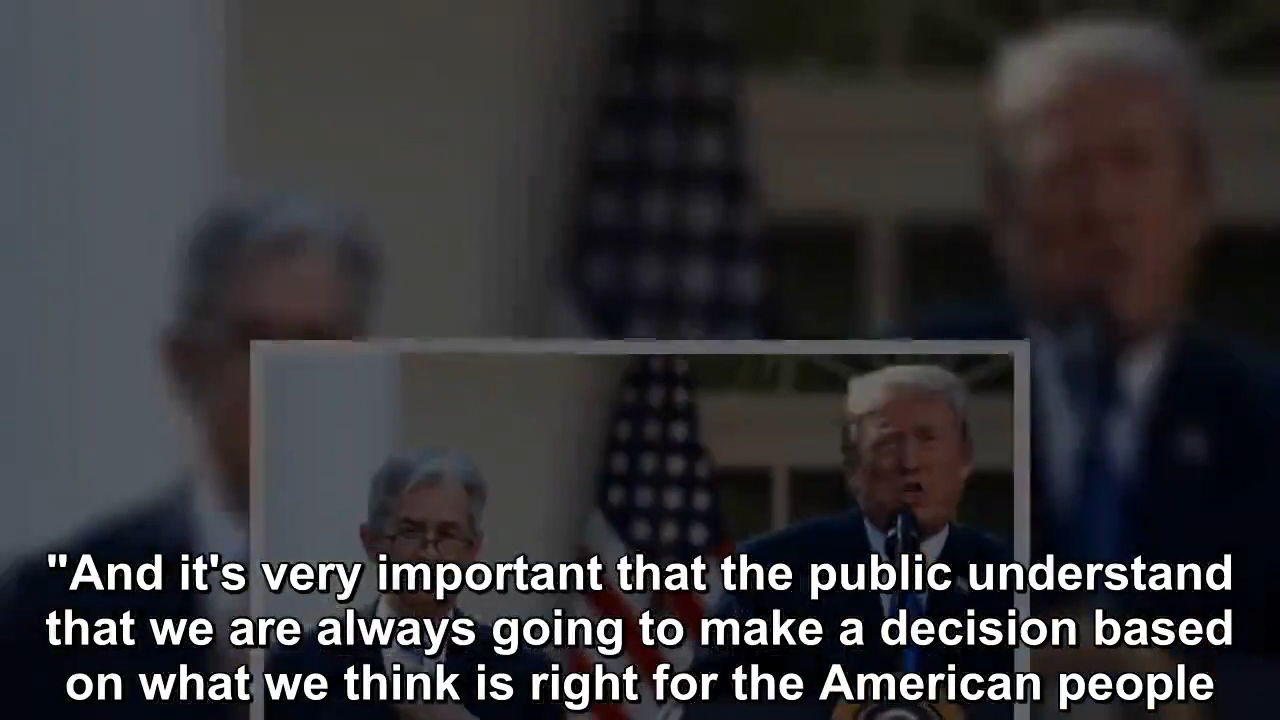 "And it's very important that the public understand
that we are always going to make a decision based
on what we think is right for the American people